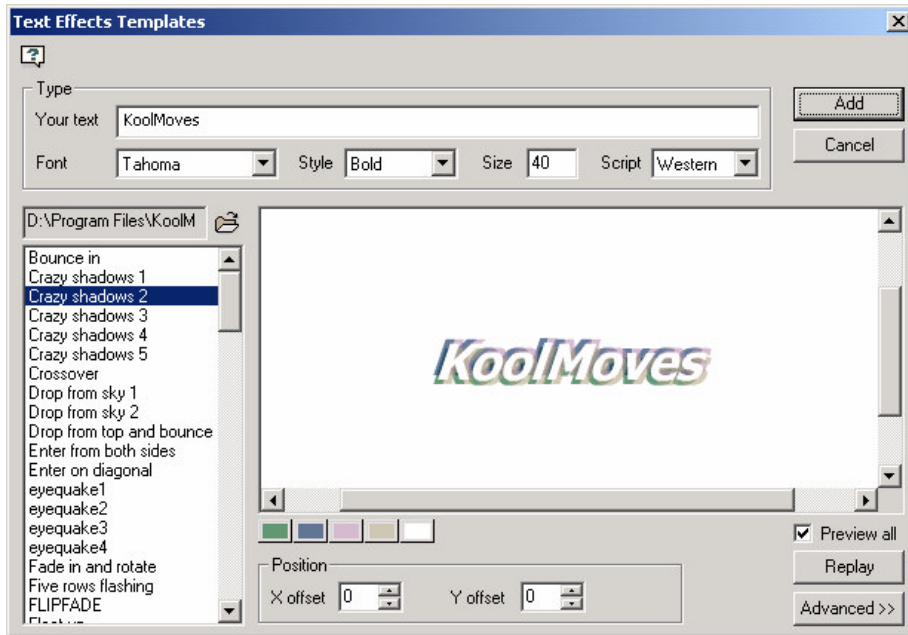 Text Effects Templates
Type
Your text KoolMoves
Add
Font Tahoma Style Bold Size 40 Script Western
Cancel
D:\Program Files\KoolM
Bounce in
Crazy shadows 1
Crazy shadows 2
Crazy shadows 3
Crazy shadows 4
Crazy shadows 5
Crossover
Drop from sky 1
Drop from sky 2
Drop from top and bounce
Enter from both sides
Enter on diagonal
eyequake1
eyequake2
eyequake3
eyequake4
Fade in and rotate
Five rows flashing
FLIPFADE
KoolMoves
Preview all
Position
X offset 0 Y offset 0
Replay
Advanced >>